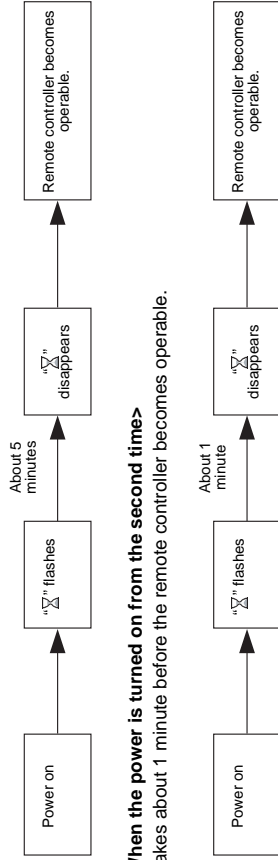 Power on
“⌛” flashes
About 5
minutes
“⌛”
disappears
Remote controller becomes
operable.
hen the power is turned on from the second time>
akes about 1 minute before the remote controller becomes operable.
Power on
“⌛” flashes
About 1
minute
“⌛”
disappears
Remote controller becomes
operable.